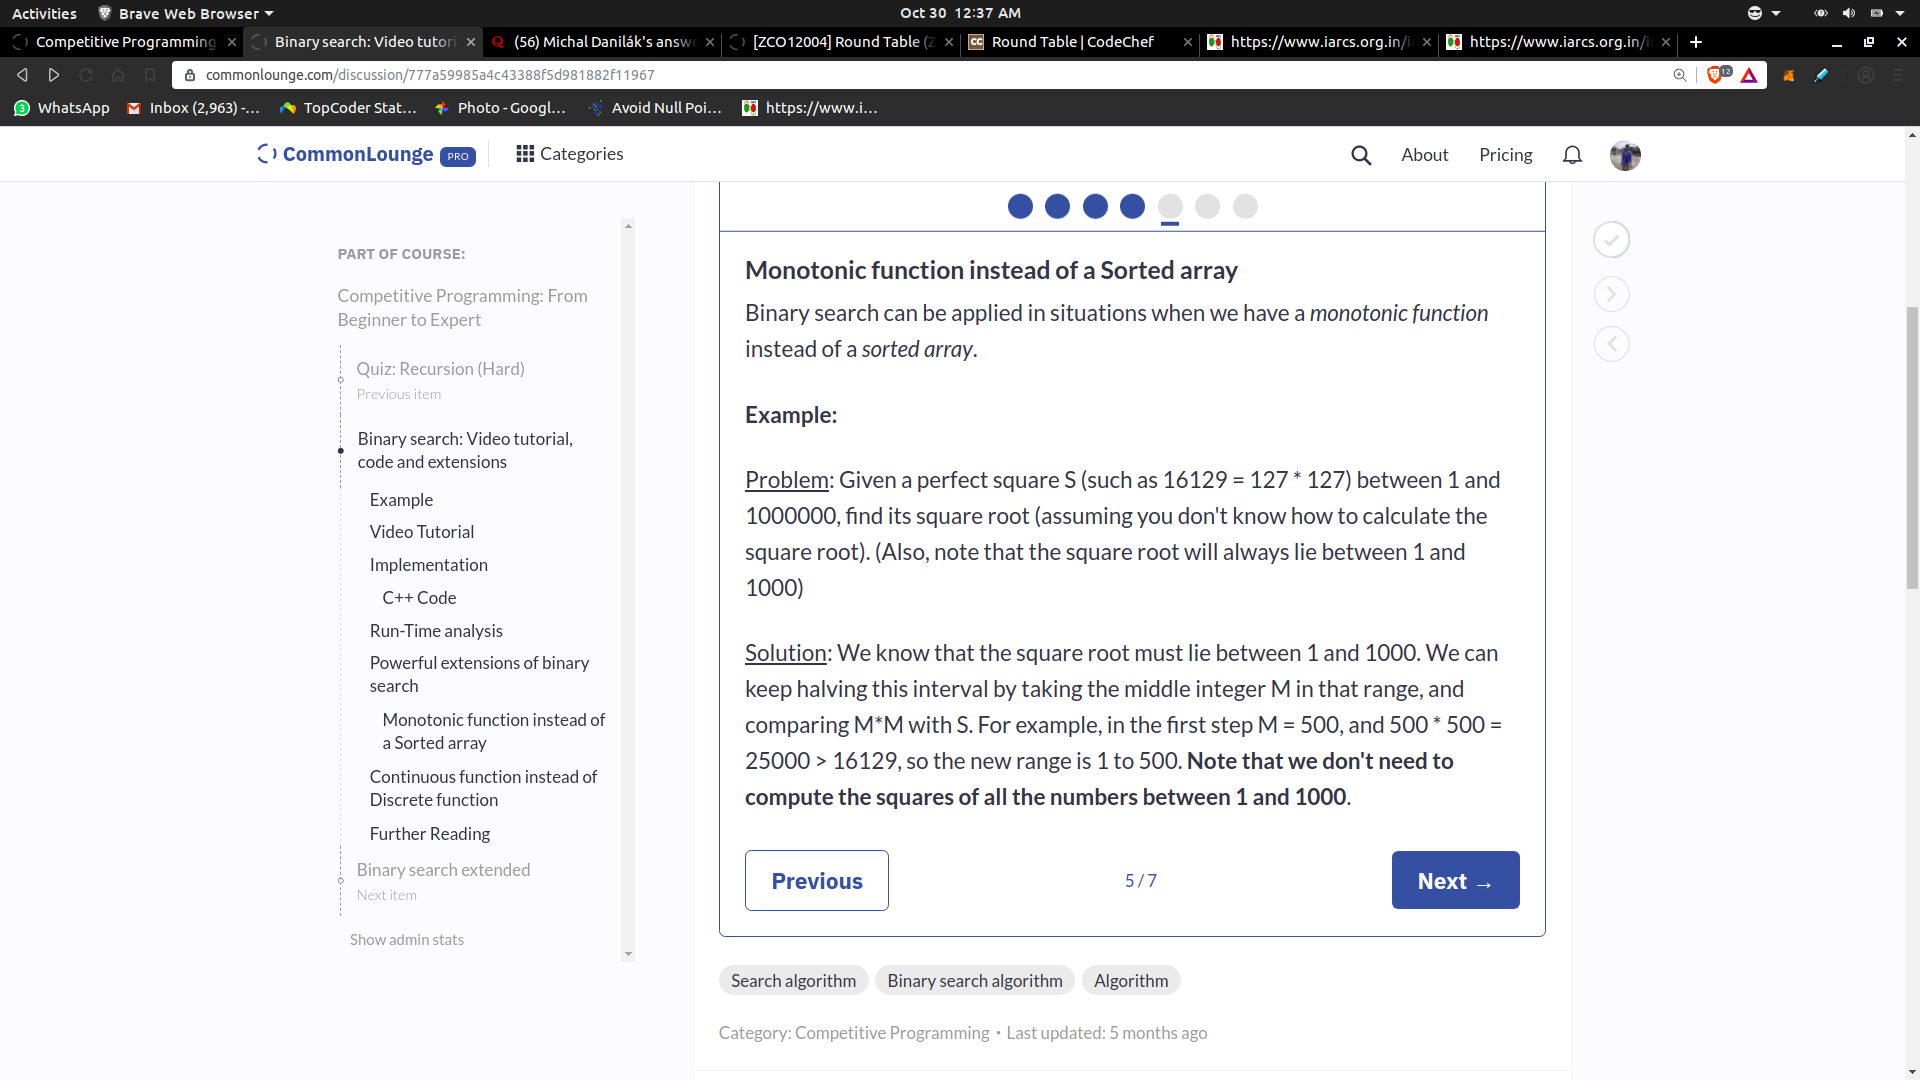 Activities Brave Web Browser Oct 30 12:37 AM
Competitive Programming Binary search: Video tutori (56) Michal Danilák's answ [ZCO12004] Round Table (Z Round Table | CodeChef https://www.iarcs.org.in/i https://www.iarcs.org.in/i
commonlounge.com/discussion/777a59985a4c43388f5d981882f11967 12
3 WhatsApp Inbox (2,963) -... TopCoder Stat... Photo - Googl... Avoid Null Poi... https://www.i...
CommonLounge PRO Categories About Pricing
PART OF COURSE:
Competitive Programming: From
Beginner to Expert
Quiz: Recursion (Hard)
Previous item
Binary search: Video tutorial,
code and extensions
Example
Video Tutorial
Implementation
C++ Code
Run-Time analysis
Powerful extensions of binary
search
Monotonic function instead of
a Sorted array
Continuous function instead of
Discrete function
Further Reading
Binary search extended
Next item
Show admin stats
Monotonic function instead of a Sorted array
Binary search can be applied in situations when we have a monotonic function
instead of a sorted array.
Example:
Problem: Given a perfect square S (such as 16129 = 127 * 127) between 1 and
1000000, find its square root (assuming you don't know how to calculate the
square root). (Also, note that the square root will always lie between 1 and
1000)
Solution: We know that the square root must lie between 1 and 1000. We can
keep halving this interval by taking the middle integer M in that range, and
comparing M*M with S. For example, in the first step M = 500, and 500 * 500 =
25000 > 16129, so the new range is 1 to 500. Note that we don't need to
compute the squares of all the numbers between 1 and 1000.
Previous 5 / 7 Next →
Search algorithm Binary search algorithm Algorithm
Category: Competitive Programming • Last updated: 5 months ago